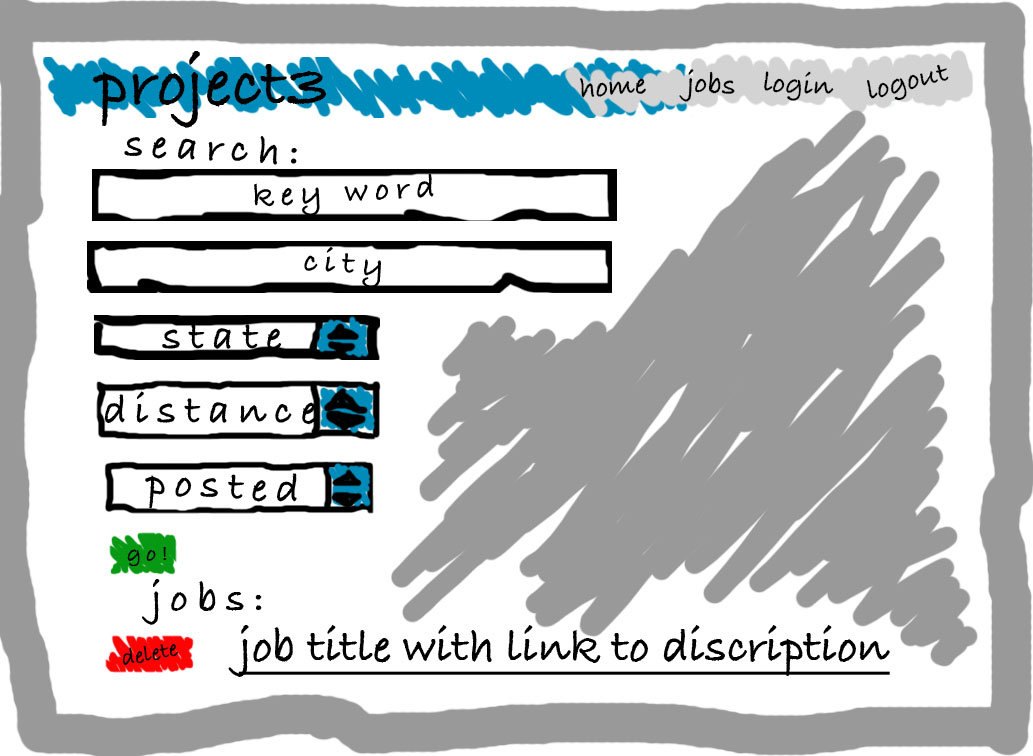 project3 home jobs login logout
search:
key word
city
state
distance
posted
go!
jobs:
delete job title with link to discription